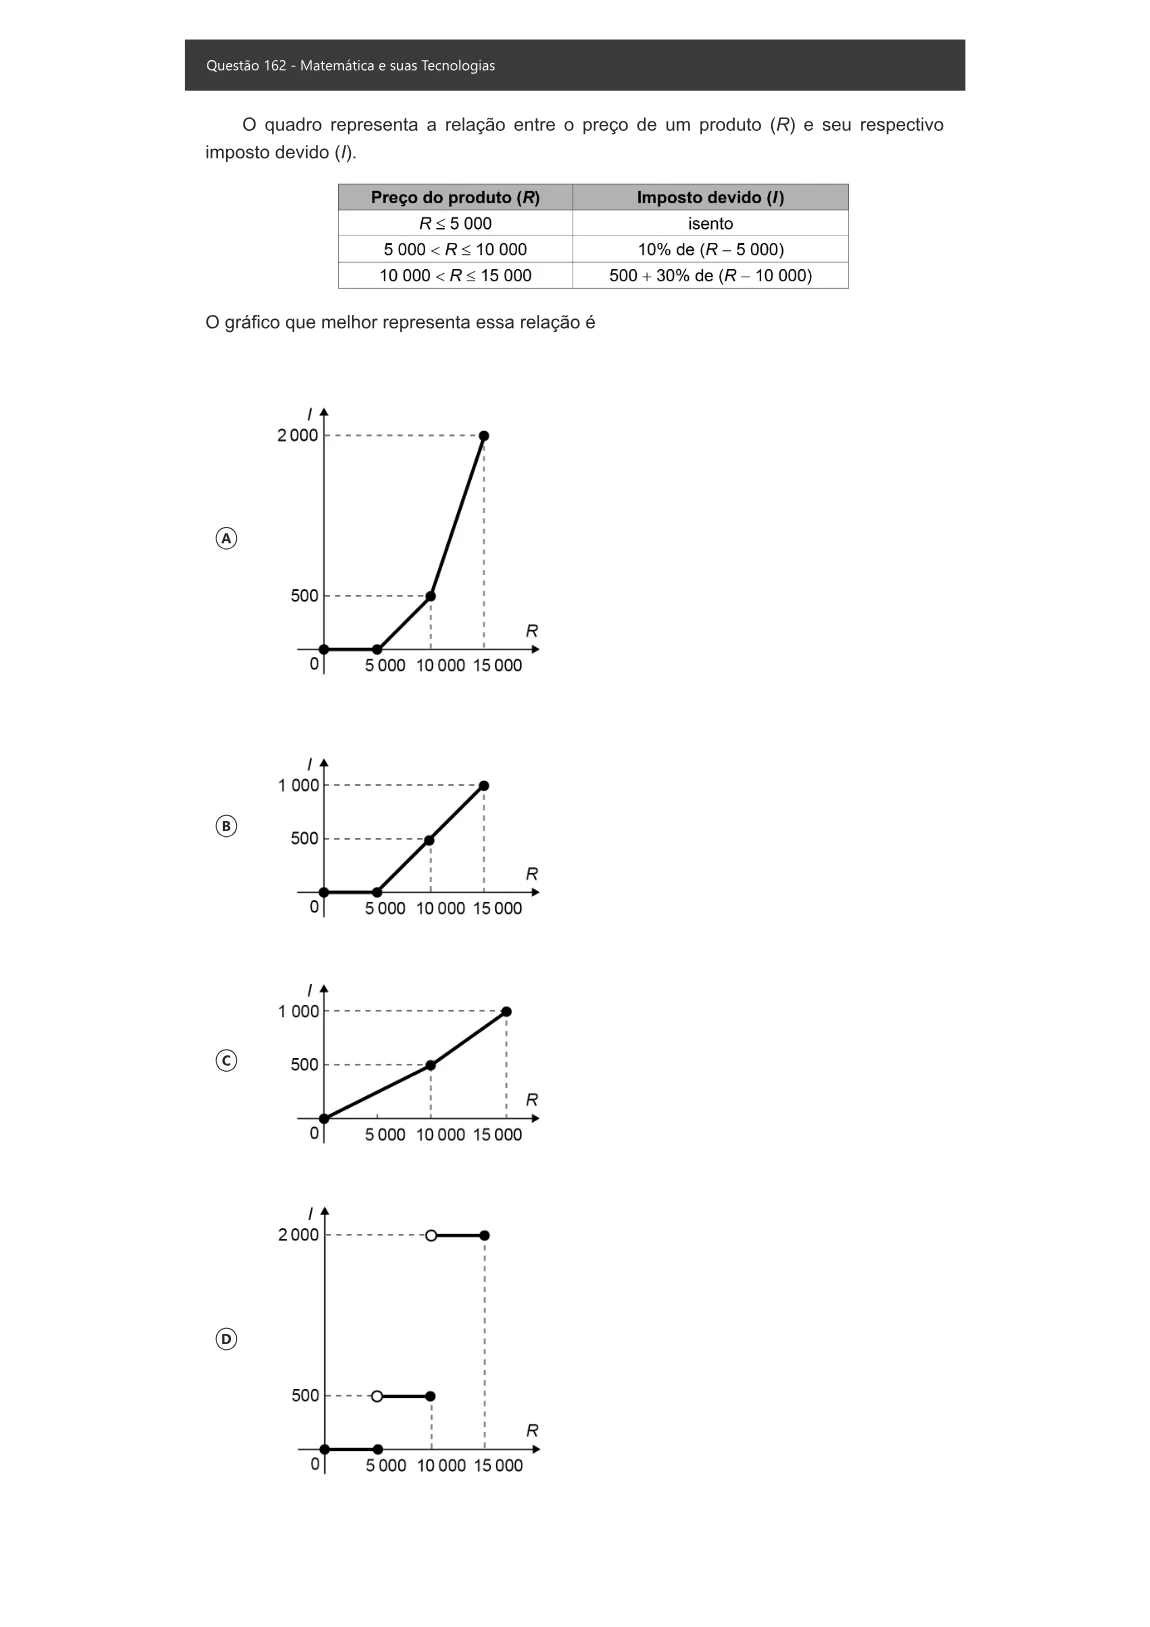 Questão 162 - Matemática e suas Tecnologias
O quadro representa a relação entre o preço de um produto (R) e seu respectivo
imposto devido (I).
Preço do produto (R) Imposto devido (I)
R ≤ 5 000 isento
5 000 < R ≤ 10 000 10% de (R – 5 000)
10 000 < R ≤ 15 000 500 + 30% de (R – 10 000)
O gráfico que melhor representa essa relação é
A
I
2 000
500
R
0 5 000 10 000 15 000
B
I
1 000
500
R
0 5 000 10 000 15 000
C
I
1 000
500
R
0 5 000 10 000 15 000
D
I
2 000
500
R
0 5 000 10 000 15 000